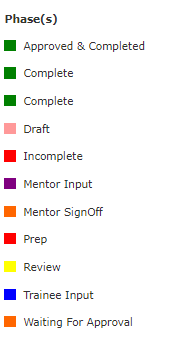 Phase(s)
Approved & Completed
Complete
Complete
Draft
Incomplete
Mentor Input
Mentor SignOff
Prep
Review
Trainee Input
Waiting For Approval